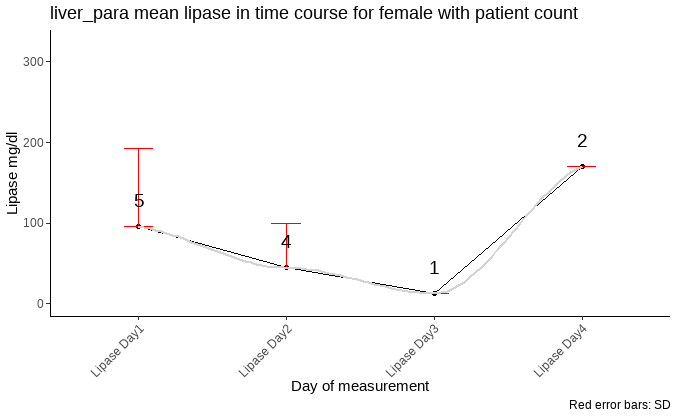 liver_para mean lipase in time course for female with patient count
300
200
100
0
Lipase mg/dl
5
4
1
2
Lipase Day1
Lipase Day2
Lipase Day3
Lipase Day4
Day of measurement
Red error bars: SD